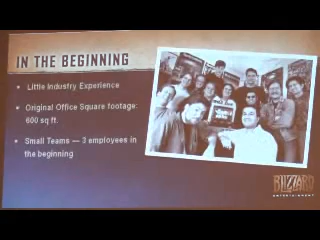 IN THE BEGINNING
Little Industry Experience
Original Office Square footage:
600 sq ft.
Small Teams — 3 employees in
the beginning
BLIZZARD
ENTERTAINMENT